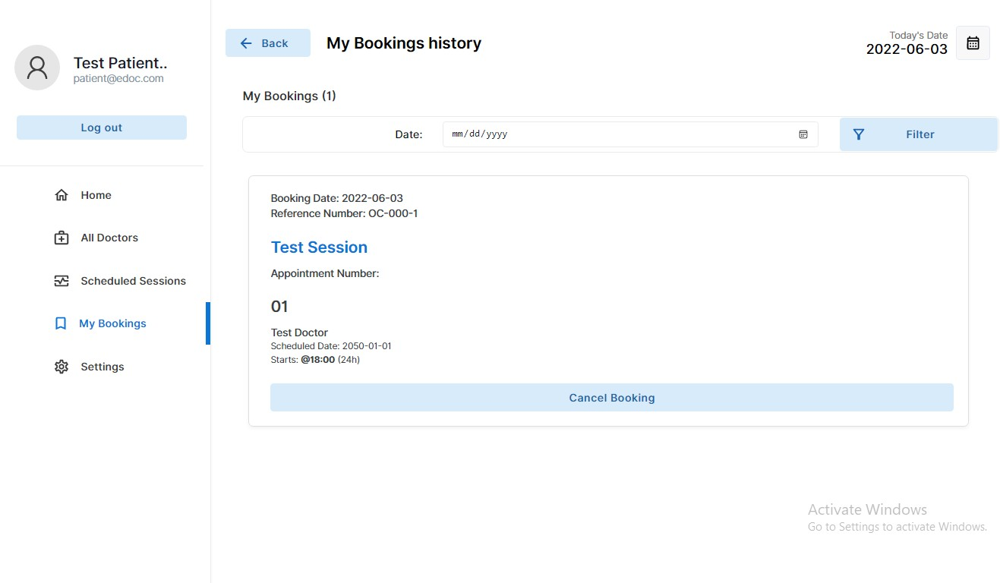 Test Patient..
patient@edoc.com
Log out
Home
All Doctors
Scheduled Sessions
My Bookings
Settings
Back
My Bookings history
Today's Date
2022-06-03
My Bookings (1)
Date:
mm/dd/yyyy
Filter
Booking Date: 2022-06-03
Reference Number: OC-000-1
Test Session
Appointment Number:
01
Test Doctor
Scheduled Date: 2050-01-01
Starts: @18:00 (24h)
Cancel Booking
Activate Windows
Go to Settings to activate Windows.